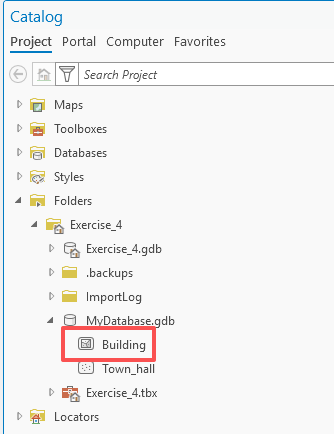 Catalog
Project Portal Computer Favorites
Search Project
Maps
Toolboxes
Databases
Styles
Folders
Exercise_4
Exercise_4.gdb
.backups
ImportLog
MyDatabase.gdb
Building
Town_hall
Exercise_4.tbx
Locators